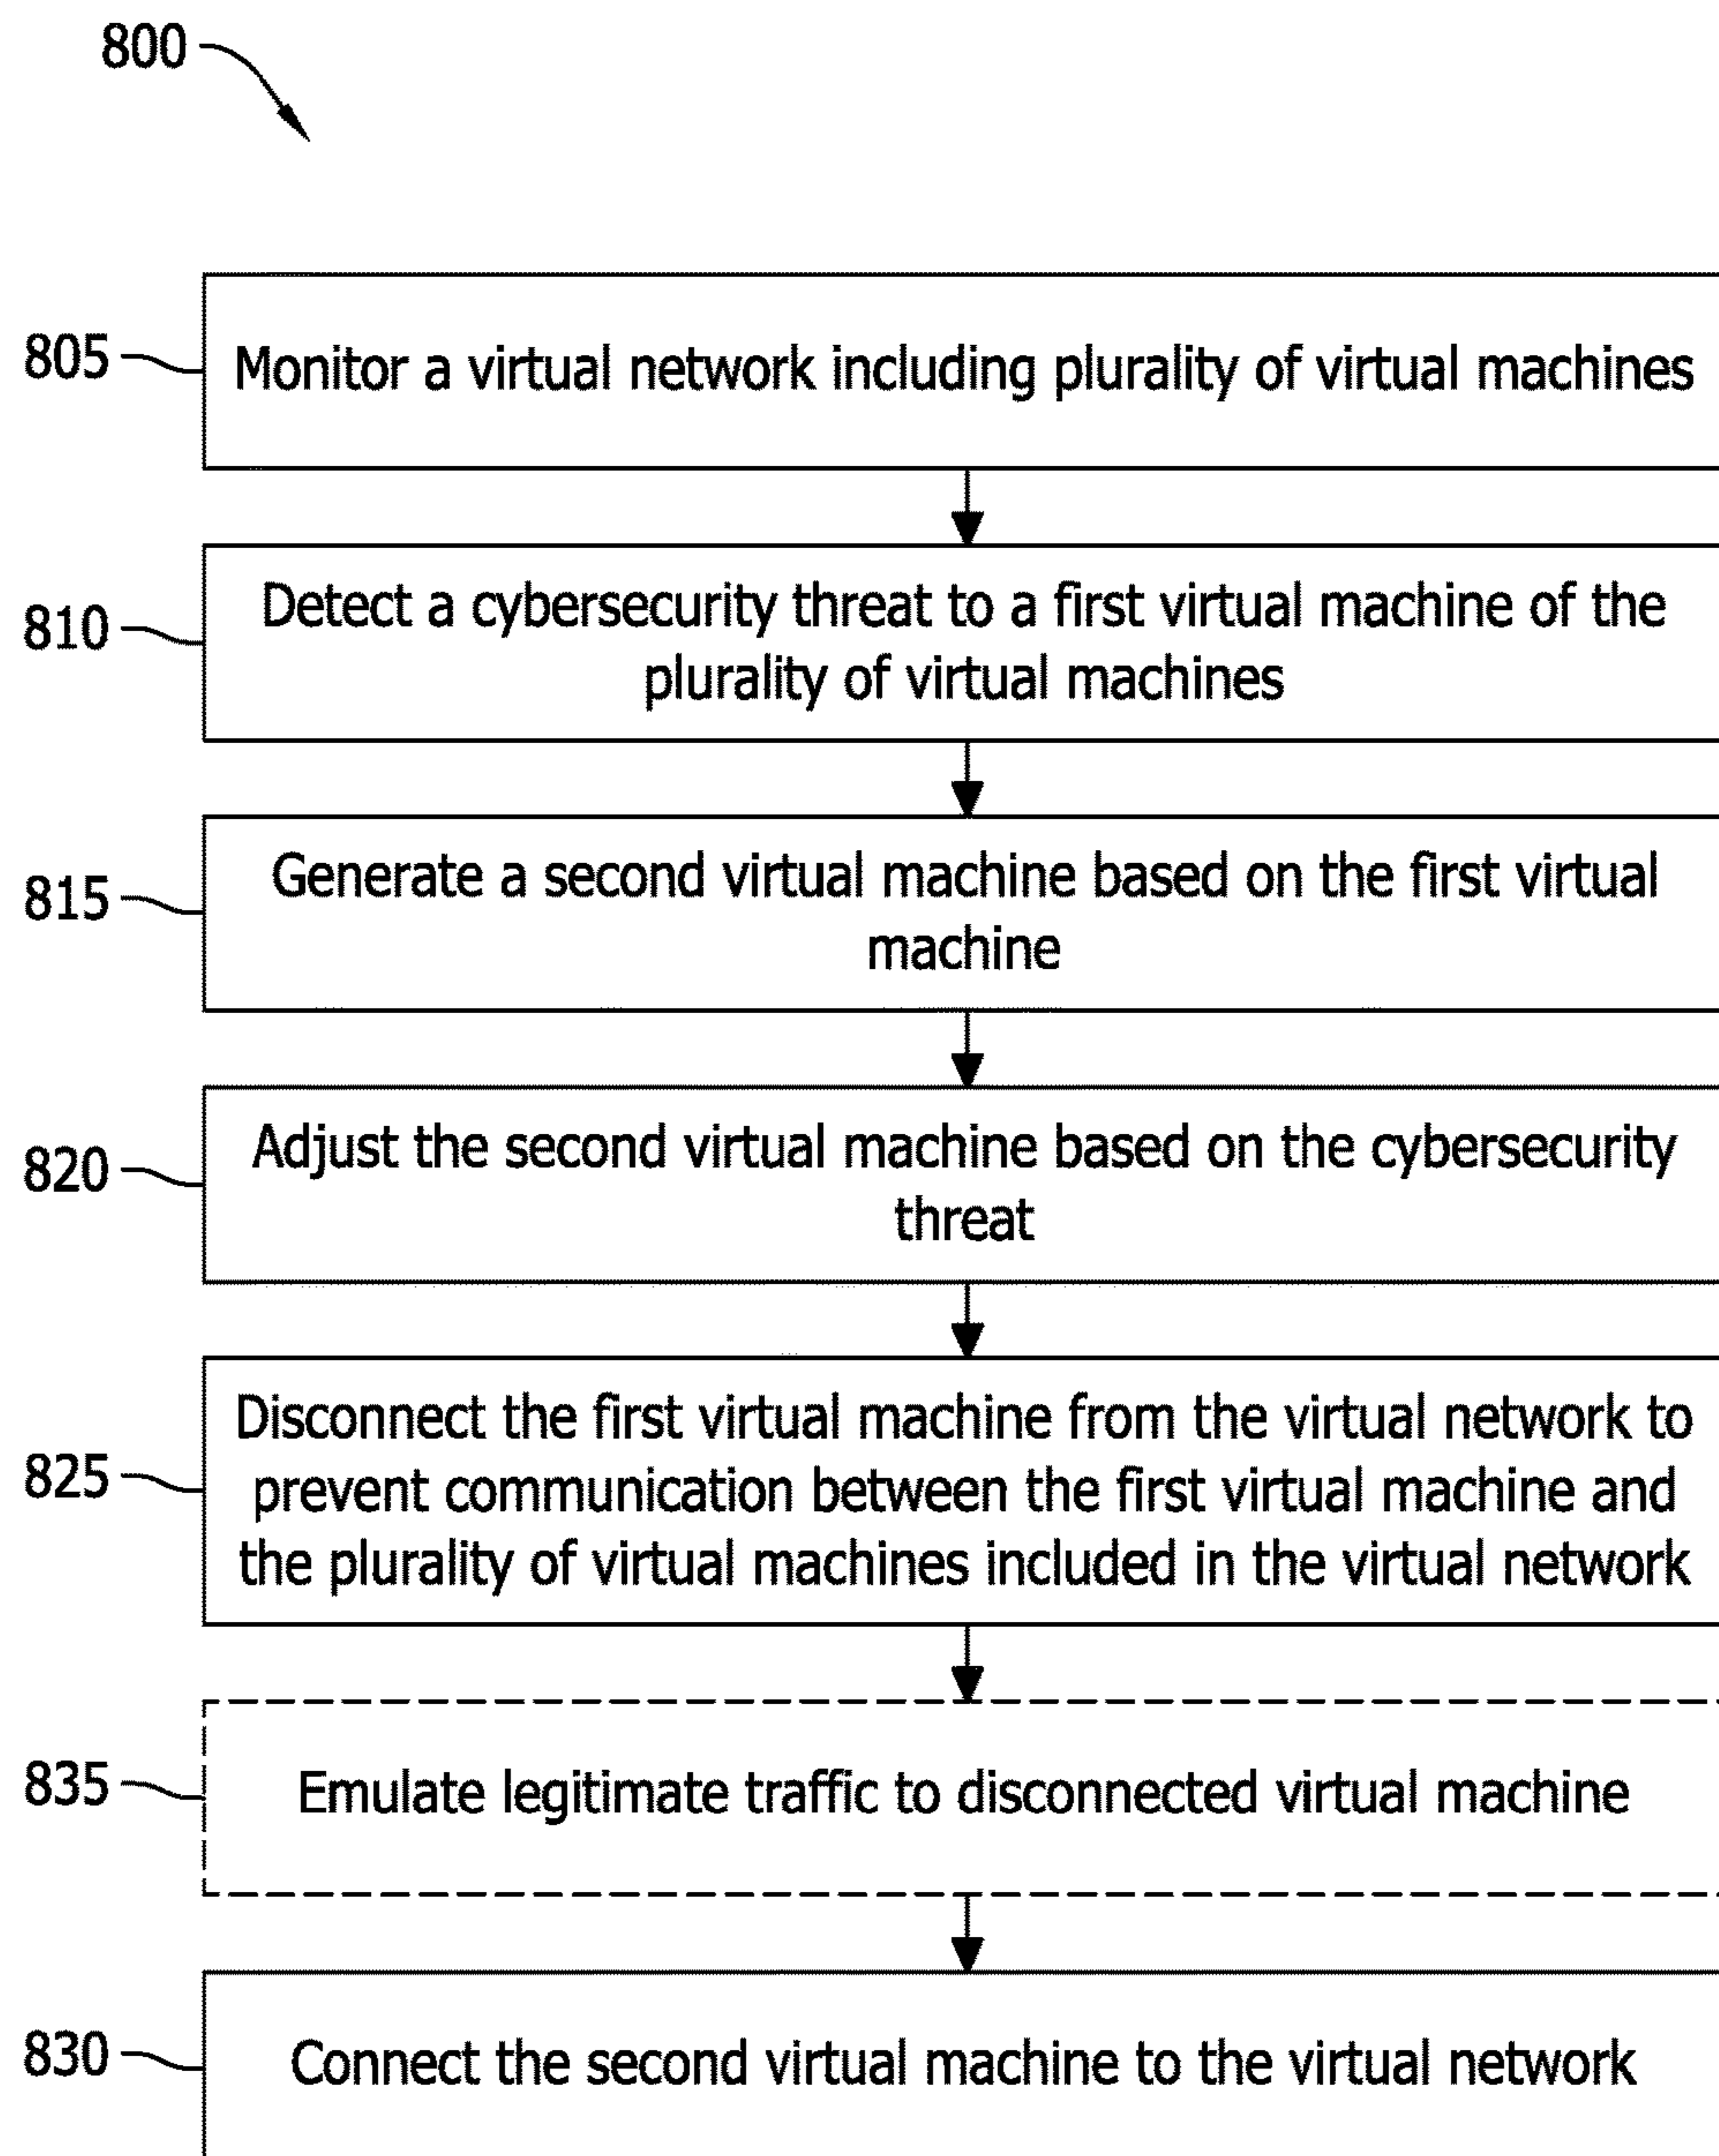 800
805
Monitor a virtual network including plurality of virtual machines
810
Detect a cybersecurity threat to a first virtual machine of the
plurality of virtual machines
815
Generate a second virtual machine based on the first virtual
machine
820
Adjust the second virtual machine based on the cybersecurity
threat
825
Disconnect the first virtual machine from the virtual network to
prevent communication between the first virtual machine and
the plurality of virtual machines included in the virtual network
835
Emulate legitimate traffic to disconnected virtual machine
830
Connect the second virtual machine to the virtual network